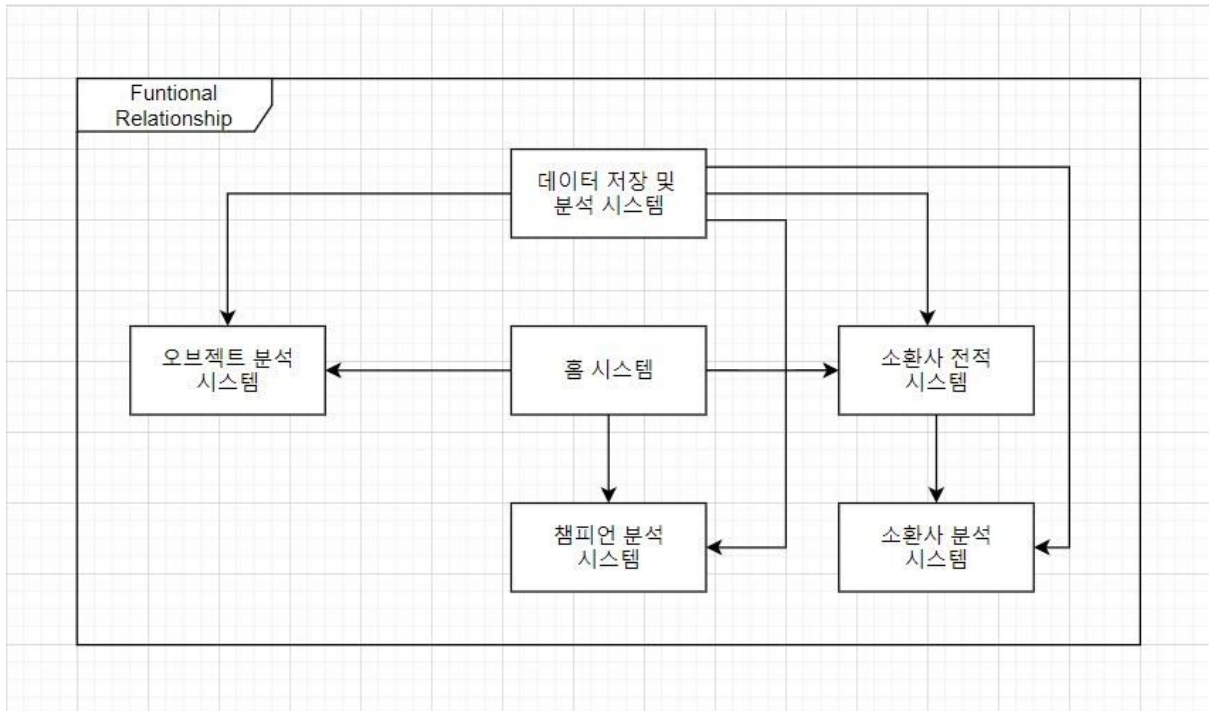 Funtional
Relationship
데이터 저장 및
분석 시스템
오브젝트 분석
시스템
홈 시스템
소환사 전적
시스템
챔피언 분석
시스템
소환사 분석
시스템